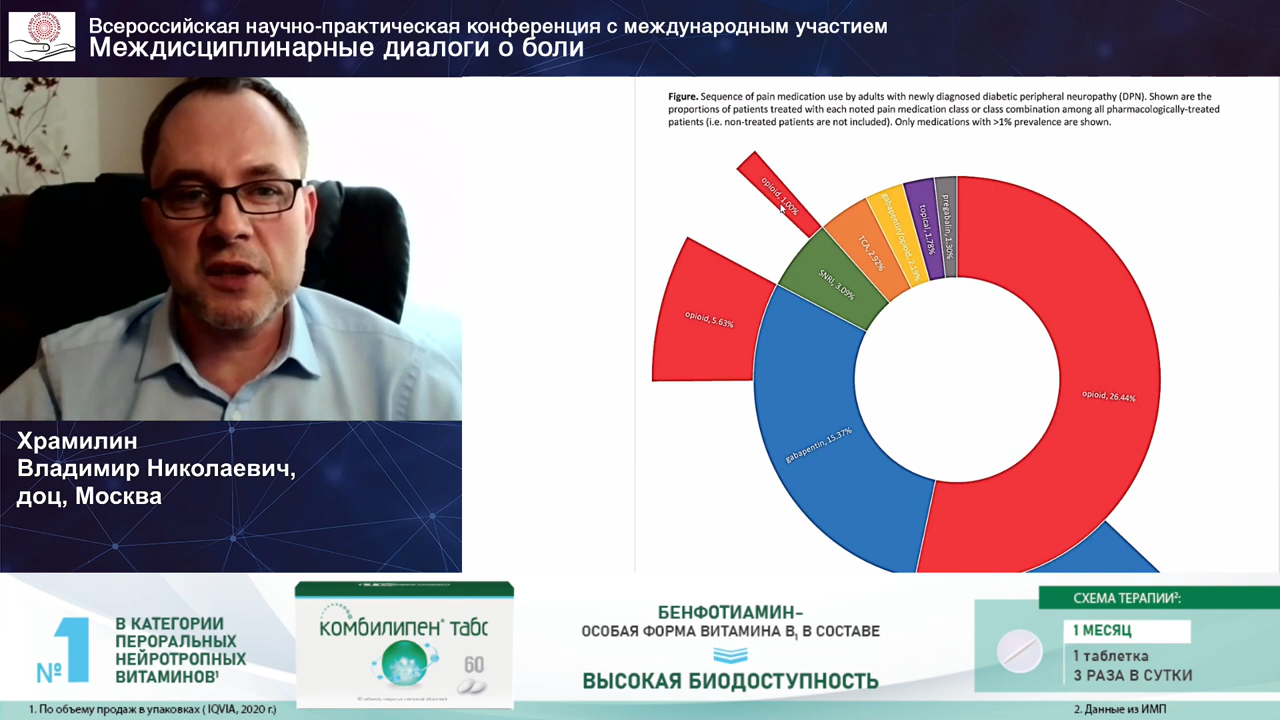 Всероссийская научно-практическая конференция с международным участием
Междисциплинарные диалоги о боли
Figure. Sequence of pain medication use by adults with newly diagnosed diabetic peripheral neuropathy (DPN). Shown are the
proportions of patients treated with each noted pain medication class or class combination among all pharmacologically-treated
patients (i.e. non-treated patients are not included). Only medications with >1% prevalence are shown.
opioid, 1.00%
opioid, 5.63%
SNRI, 3.09%
TCA, 2.92%
gabapentin/opioid, 2.19%
topical, 1.78%
pregabalin, 1.30%
opioid, 26.44%
gabapentin, 15.37%
Храмилин
Владимир Николаевич,
доц, Москва
№1
В КАТЕГОРИИ
ПЕРОРАЛЬНЫХ
НЕЙРОТРОПНЫХ
ВИТАМИНОВ¹
1. По объему продаж в упаковках ( IQVIA, 2020 г.)
комбилипен® табс
60
БЕНФОТИАМИН-
ОСОБАЯ ФОРМА ВИТАМИНА B₁ В СОСТАВЕ
ВЫСОКАЯ БИОДОСТУПНОСТЬ
СХЕМА ТЕРАПИИ²:
1 МЕСЯЦ
1 таблетка
3 РАЗА В СУТКИ
2. Данные из ИМП